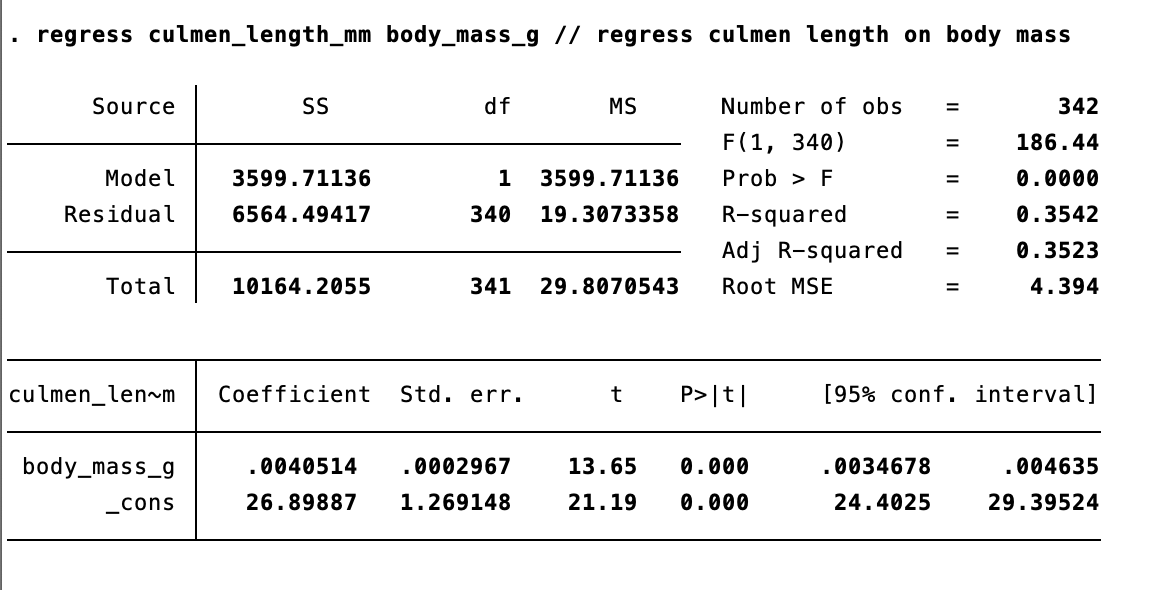 . regress culmen_length_mm body_mass_g // regress culmen length on body mass
Source SS df MS Number of obs = 342
F(1, 340) = 186.44
Model 3599.71136 1 3599.71136 Prob > F = 0.0000
Residual 6564.49417 340 19.3073358 R-squared = 0.3542
Adj R-squared = 0.3523
Total 10164.2055 341 29.8070543 Root MSE = 4.394
culmen_len~m Coefficient Std. err. t P>|t| [95% conf. interval]
body_mass_g .0040514 .0002967 13.65 0.000 .0034678 .004635
_cons 26.89887 1.269148 21.19 0.000 24.4025 29.39524